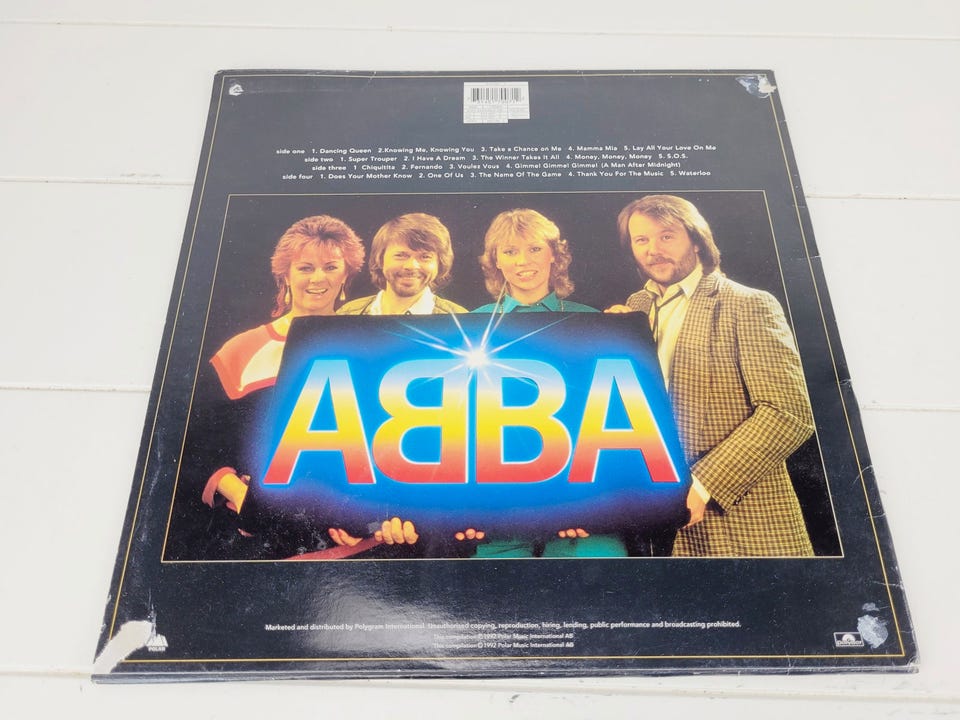 side one 1. Dancing Queen 2.Knowing Me, Knowing You 3. Take a Chance on Me 4. Mamma Mia 5. Lay All Your Love On Me
side two 1. Super Trouper 2. I Have A Dream 3. The Winner Takes It All 4. Money, Money, Money 5. S.O.S.
side three 1 Chiquitita 2. Fernando 3. Voulez Vous 4. Gimme! Gimme! Gimme! (A Man After Midnight)
side four 1. Does Your Mother Know 2. One Of Us 3. The Name Of The Game 4. Thank You For The Music 5. Waterloo
ABBA
Marketed and distributed by Polygram International. Unauthorised copying, reproduction, hiring, lending, public performance and broadcasting prohibited.
This compilation ℗1992 Polar Music International AB
This compilation ©1992 Polar Music International AB
POLAR